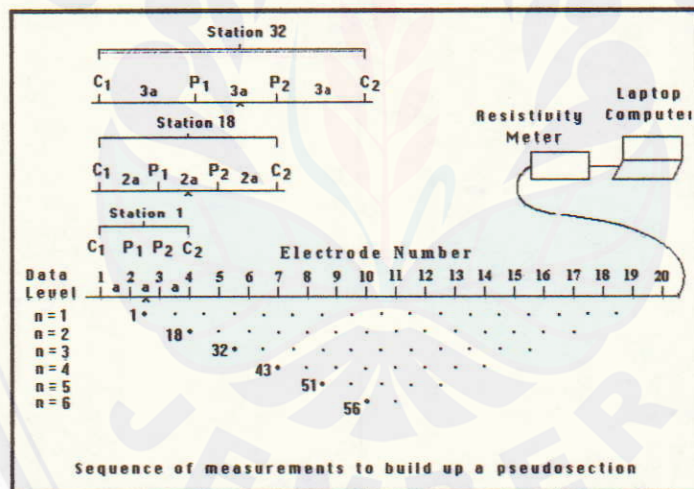 Station 32
C1 3a P1 3a P2 3a C2
Station 18
C1 2a P1 2a P2 2a C2
Station 1
C1 P1 P2 C2
Resistivity Meter
Laptop Computer
Electrode Number
Data Level
1 2 3 4 5 6 7 8 9 10 11 12 13 14 15 16 17 18 19 20
a a a
n=1 1
n=2 18
n=3 32
n=4 43
n=5 51
n=6 56
Sequence of measurements to build up a pseudosection
JEMBER